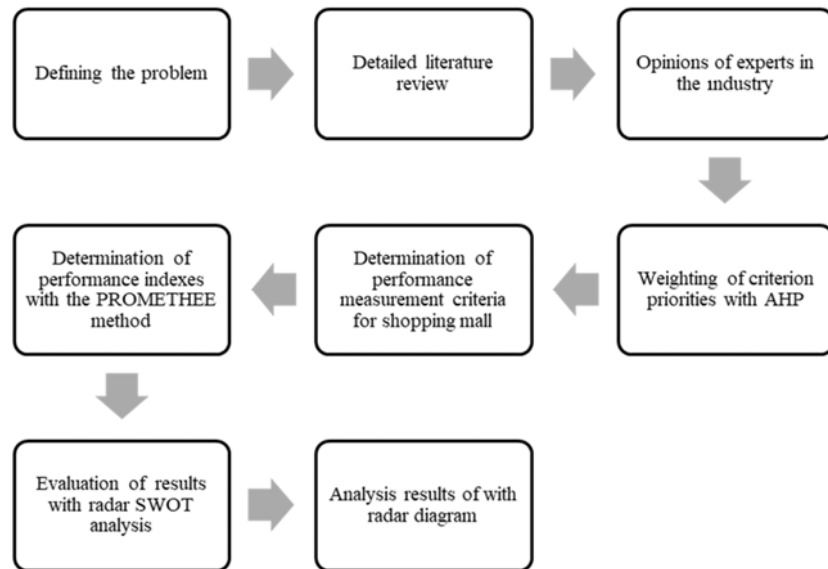 Defining the problem
Detailed literature
review
Opinions of experts in
the ındustry
Weighting of criterion
priorities with AHP
Determination of
performance
measurement criteria
for shopping mall
Determination of
performance indexes
with the PROMETHEE
method
Evaluation of results
with radar SWOT
analysis
Analysis results of with
radar diagram